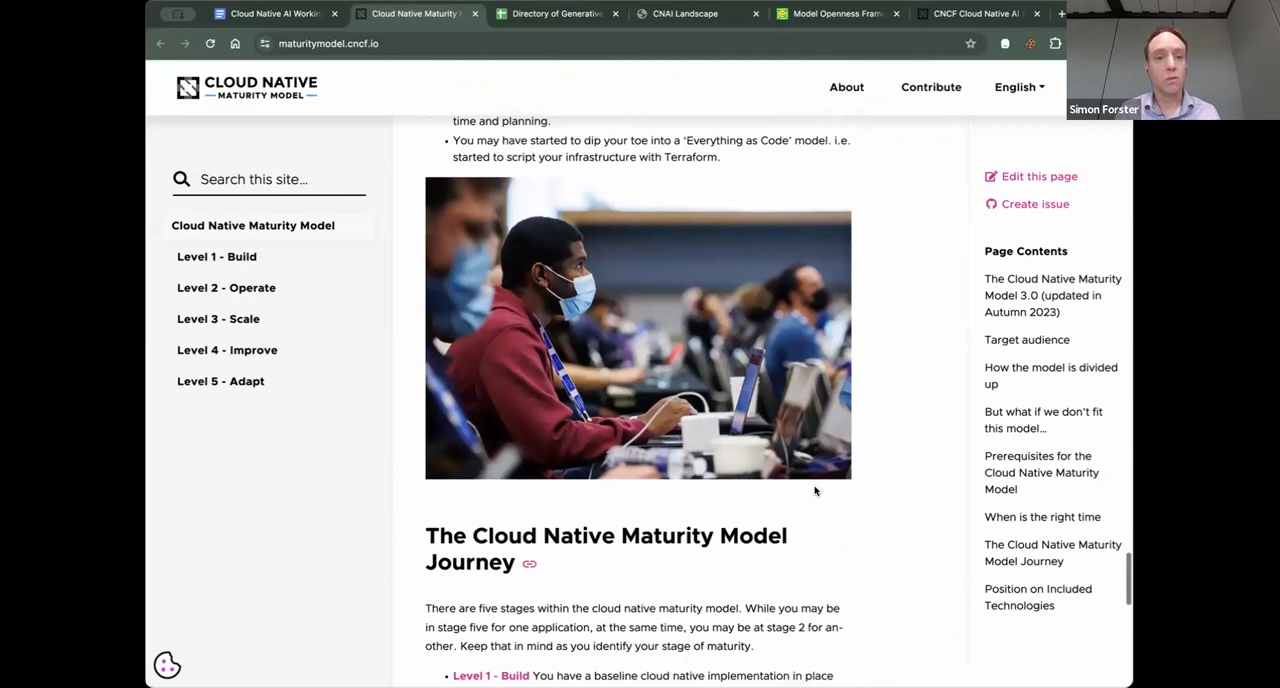 Cloud Native AI Workin
Cloud Native Maturity M
Directory of Generative
CNAI Landscape
Model Openness Fram
CNCF Cloud Native AI
maturitymodel.cncf.io
Simon Forster
CLOUD NATIVE
MATURITY MODEL
About
Contribute
English
Search this site...
Cloud Native Maturity Model
Level 1 - Build
Level 2 - Operate
Level 3 - Scale
Level 4 - Improve
Level 5 - Adapt
time and planning.
• You may have started to dip your toe into a ‘Everything as Code’ model. i.e.
started to script your infrastructure with Terraform.
The Cloud Native Maturity Model
Journey
There are five stages within the cloud native maturity model. While you may be
in stage five for one application, at the same time, you may be at stage 2 for an-
other. Keep that in mind as you identify your stage of maturity.
• Level 1 - Build You have a baseline cloud native implementation in place
Edit this page
Create issue
Page Contents
The Cloud Native Maturity
Model 3.0 (updated in
Autumn 2023)
Target audience
How the model is divided
up
But what if we don’t fit
this model…
Prerequisites for the
Cloud Native Maturity
Model
When is the right time
The Cloud Native Maturity
Model Journey
Position on Included
Technologies